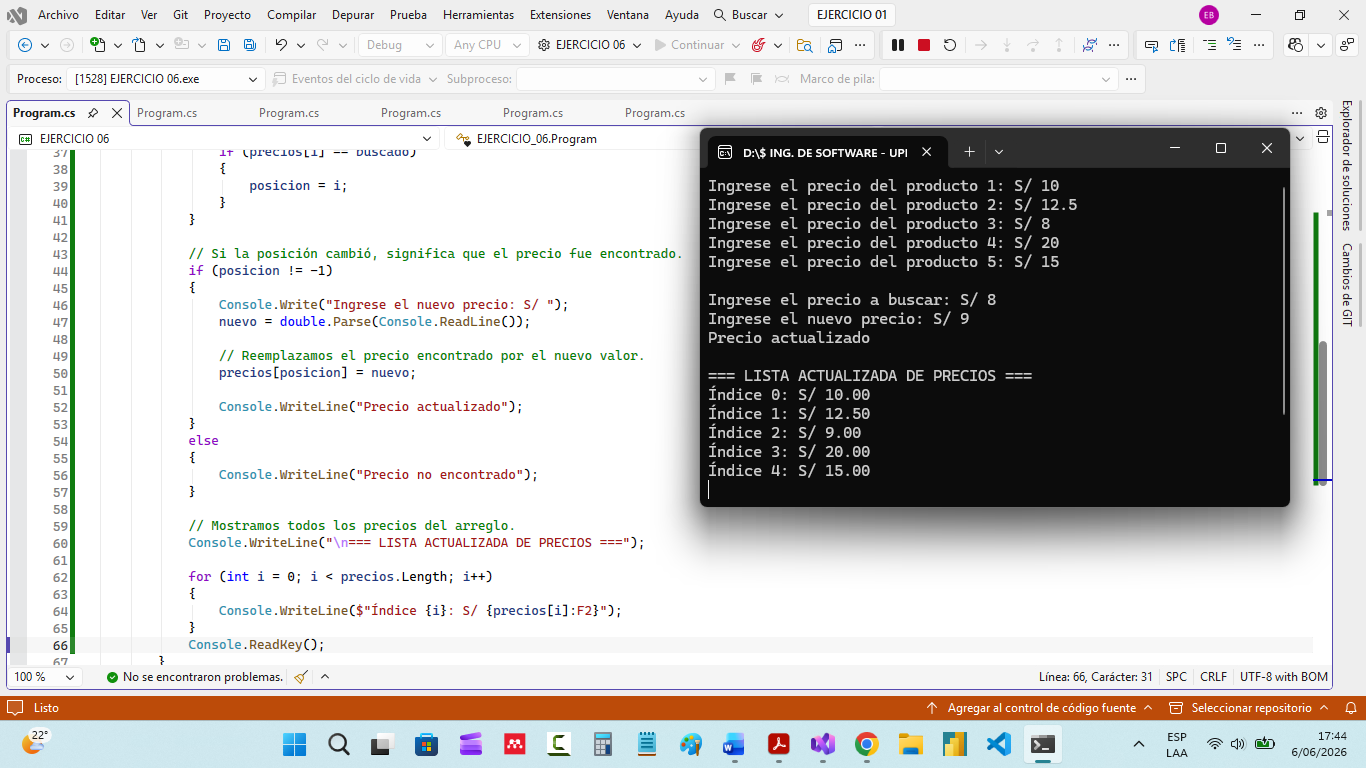 Archivo Editar Ver Git Proyecto Compilar Depurar Prueba Herramientas Extensiones Ventana Ayuda Buscar EJERCICIO 01 EB
Debug Any CPU EJERCICIO 06 Continuar
Proceso: [1528] EJERCICIO 06.exe Eventos del ciclo de vida Subproceso: Marco de pila:
Program.cs Program.cs Program.cs Program.cs Program.cs Program.cs
EJERCICIO 06 EJERCICIO_06.Program
37 if (precios[i] == buscado)
38 {
39 posicion = i;
40 }
41 }
42
43 // Si la posición cambió, significa que el precio fue encontrado.
44 if (posicion != -1)
45 {
46 Console.Write("Ingrese el nuevo precio: S/ ");
47 nuevo = double.Parse(Console.ReadLine());
48
49 // Reemplazamos el precio encontrado por el nuevo valor.
50 precios[posicion] = nuevo;
51
52 Console.WriteLine("Precio actualizado");
53 }
54 else
55 {
56 Console.WriteLine("Precio no encontrado");
57 }
58
59 // Mostramos todos los precios del arreglo.
60 Console.WriteLine("\n=== LISTA ACTUALIZADA DE PRECIOS ===");
61
62 for (int i = 0; i < precios.Length; i++)
63 {
64 Console.WriteLine($"Índice {i}: S/ {precios[i]:F2}");
65 }
66 Console.ReadKey();
67 }
D:\$ ING. DE SOFTWARE - UPI
Ingrese el precio del producto 1: S/ 10
Ingrese el precio del producto 2: S/ 12.5
Ingrese el precio del producto 3: S/ 8
Ingrese el precio del producto 4: S/ 20
Ingrese el precio del producto 5: S/ 15
Ingrese el precio a buscar: S/ 8
Ingrese el nuevo precio: S/ 9
Precio actualizado
=== LISTA ACTUALIZADA DE PRECIOS ===
Índice 0: S/ 10.00
Índice 1: S/ 12.50
Índice 2: S/ 9.00
Índice 3: S/ 20.00
Índice 4: S/ 15.00
Explorador de soluciones
Cambios de GIT
100 % No se encontraron problemas. Línea: 66, Carácter: 31 SPC CRLF UTF-8 with BOM
Listo Agregar al control de código fuente Seleccionar repositorio
22° ESP 17:44
LAA 6/06/2026